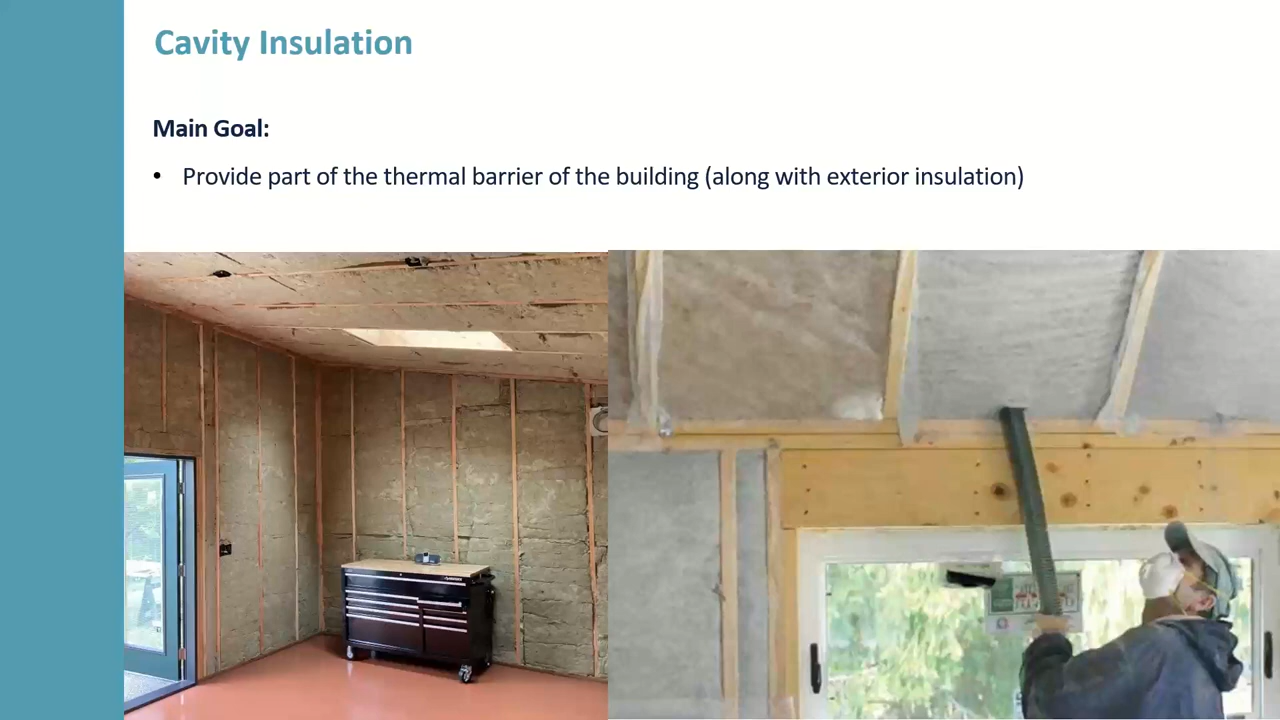 Cavity Insulation
Main Goal:
• Provide part of the thermal barrier of the building (along with exterior insulation)